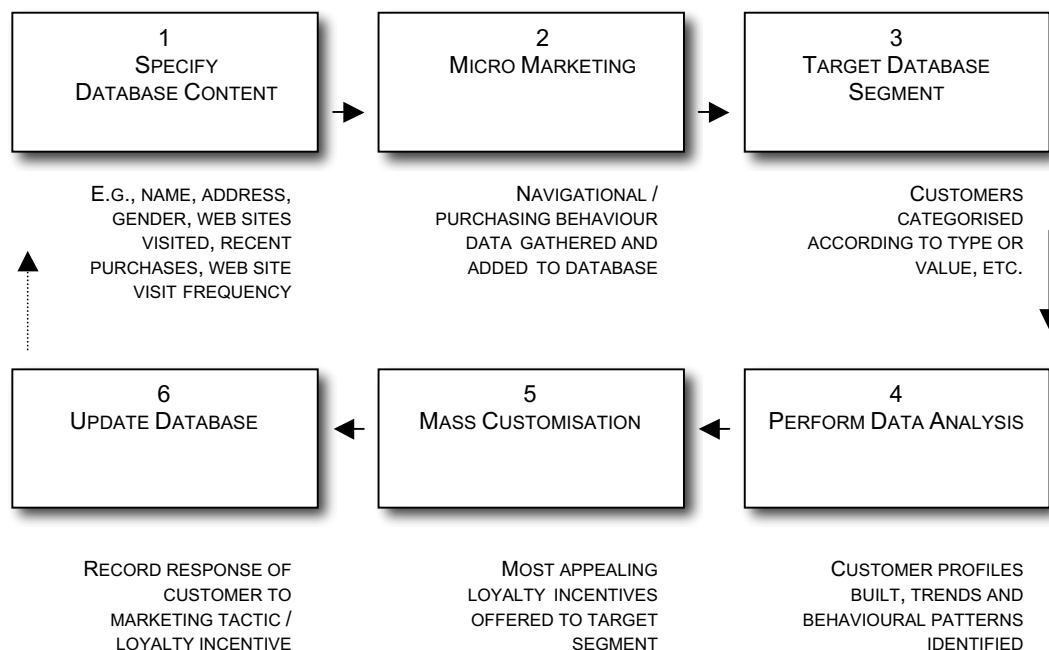 1
SPECIFY
DATABASE CONTENT
2
MICRO MARKETING
3
TARGET DATABASE
SEGMENT
E.G., NAME, ADDRESS,
GENDER, WEB SITES
VISITED, RECENT
PURCHASES, WEB SITE
VISIT FREQUENCY
NAVIGATIONAL /
PURCHASING BEHAVIOUR
DATA GATHERED AND
ADDED TO DATABASE
CUSTOMERS
CATEGORISED
ACCORDING TO TYPE OR
VALUE, ETC.
6
UPDATE DATABASE
5
MASS CUSTOMISATION
4
PERFORM DATA ANALYSIS
RECORD RESPONSE OF
CUSTOMER TO
MARKETING TACTIC /
LOYALTY INCENTIVE
MOST APPEALING
LOYALTY INCENTIVES
OFFERED TO TARGET
SEGMENT
CUSTOMER PROFILES
BUILT, TRENDS AND
BEHAVIOURAL PATTERNS
IDENTIFIED